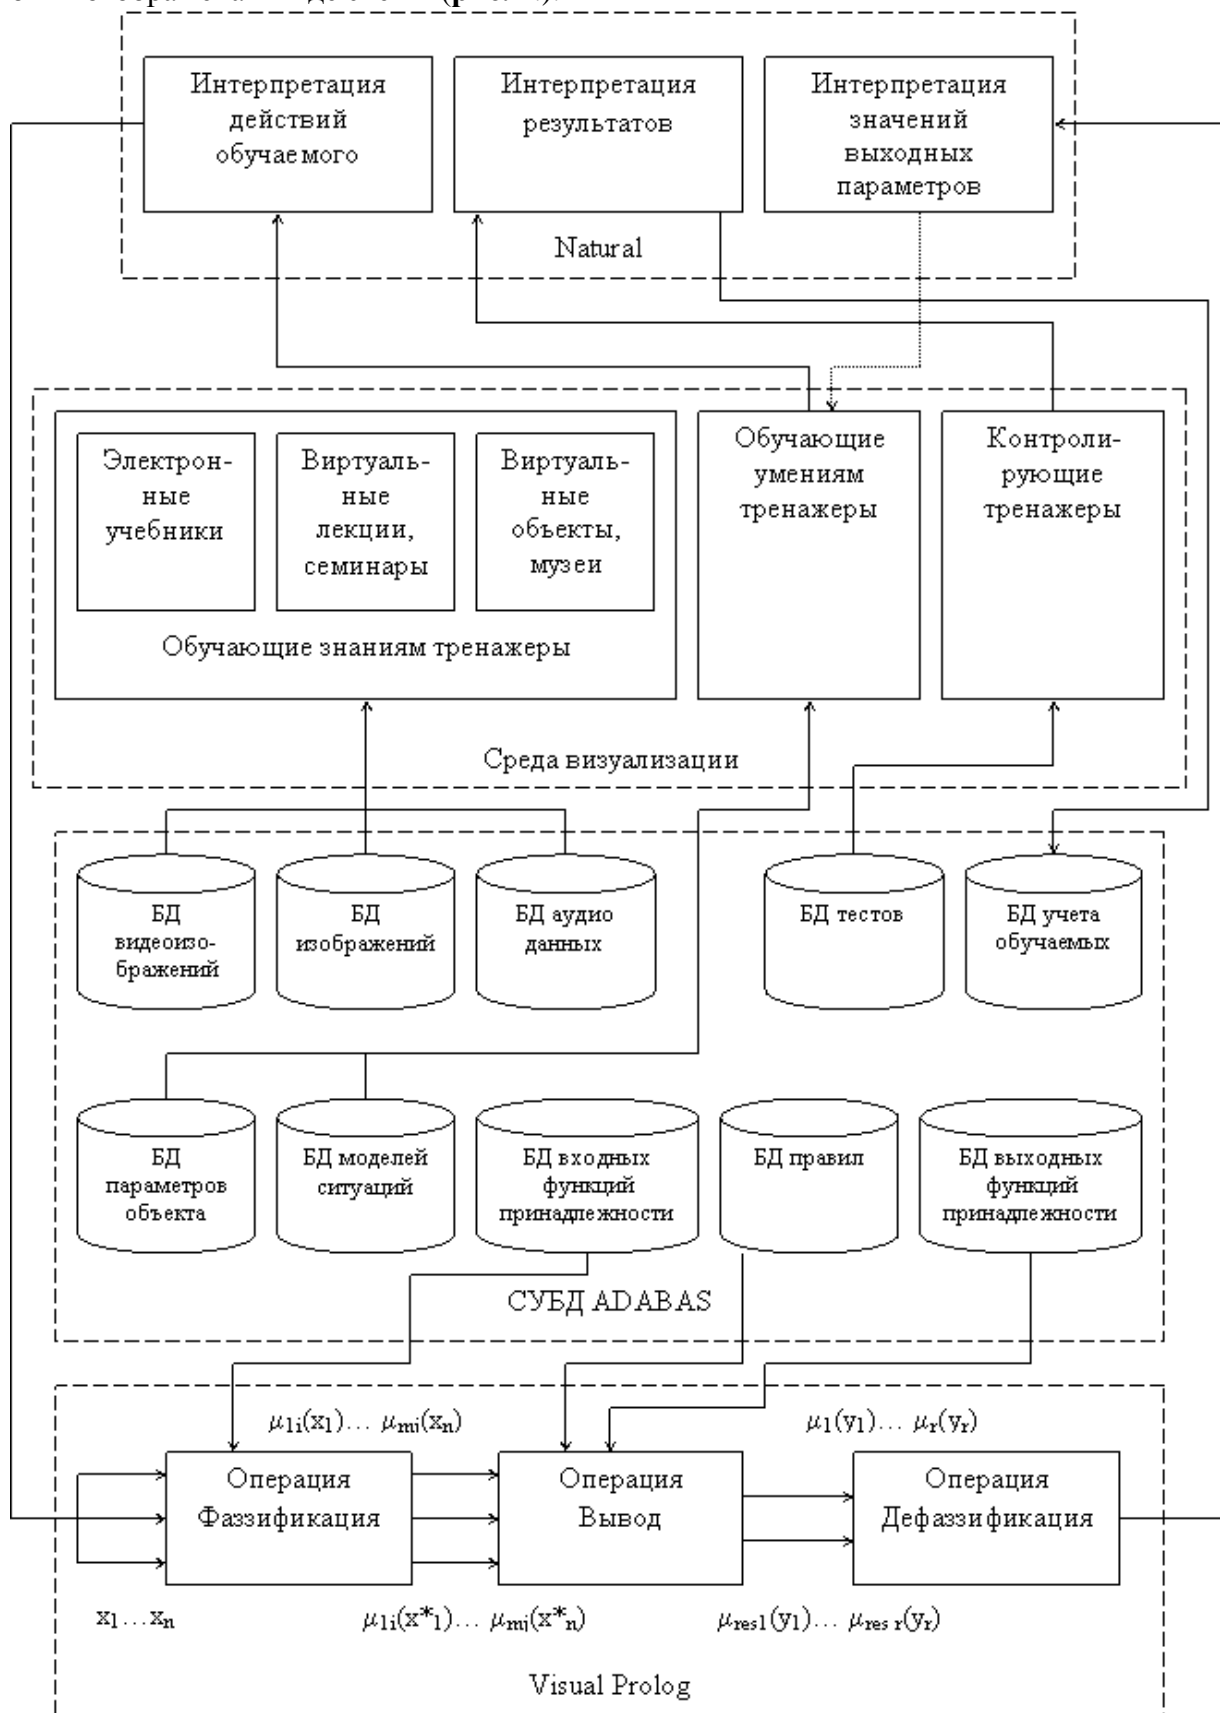 Интерпретация
действий
обучаемого
Интерпретация
результатов
Интерпретация
значений
выходных
параметров
Natural
Электрон-
ные
учебники
Виртуаль-
ные
лекции,
семинары
Виртуаль-
ные
объекты,
музеи
Обучающие знаниям тренажеры
Обучающие
умениям
тренажеры
Контроли-
рующие
тренажеры
Среда визуализации
БД
видеоизо-
бражений
БД
изображений
БД аудио
данных
БД тестов
БД учета
обучаемых
БД
параметров
объекта
БД моделей
ситуаций
БД входных
функций
принадлежности
БД правил
БД выходных
функций
принадлежности
СУБД ADABAS
μ1i(x1)... μmj(xn)
μ1(y1)... μr(yr)
Операция
Фаззификация
Операция
Вывод
Операция
Дефаззификация
x1...xn
μ1i(x*1)... μmj(x*n)
μres1(y1)... μres r(yr)
Visual Prolog